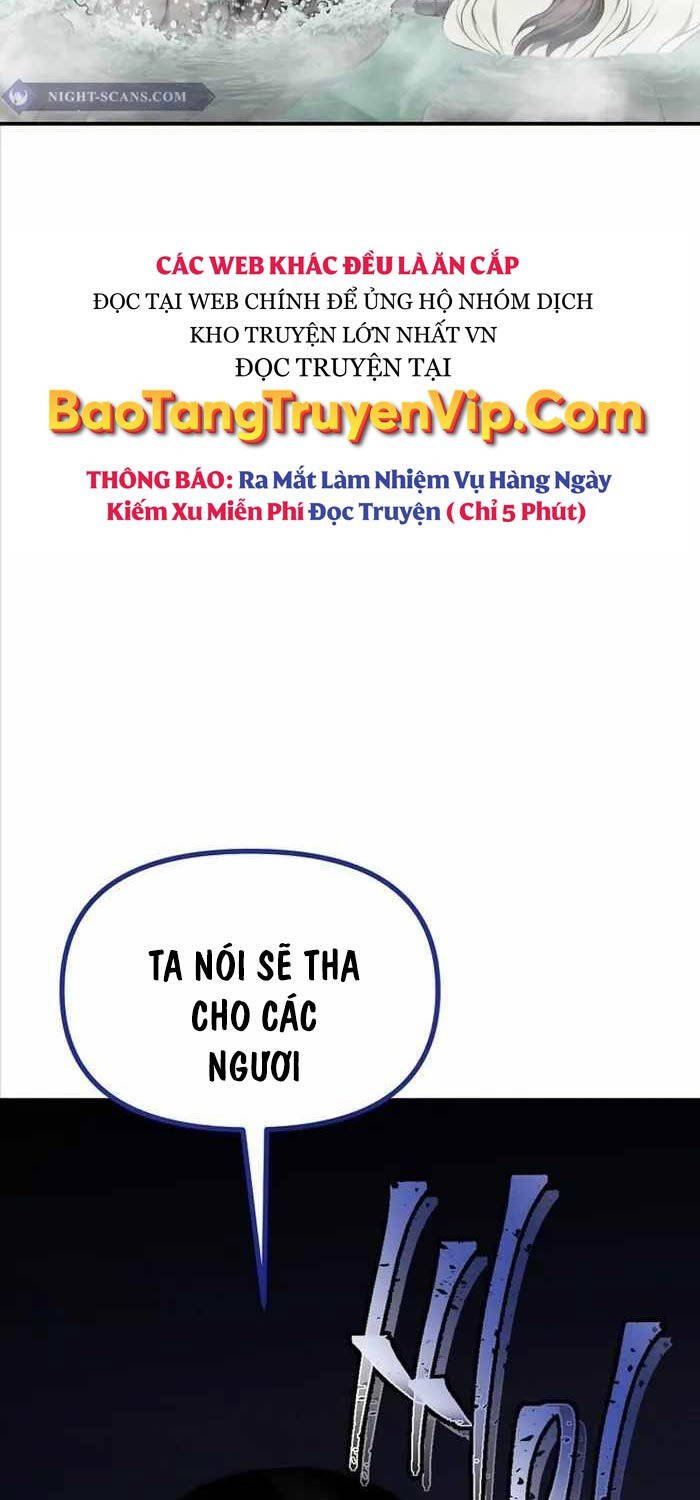 NIGHT-SCANS.COM
CÁC WEB KHÁC ĐỀU LÀ ĂN CẮP
ĐỌC TẠI WEB CHÍNH ĐỂ ỦNG HỘ NHÓM DỊCH
KHO TRUYỆN LỚN NHẤT VN
ĐỌC TRUYỆN TẠI
BaoTangTruyenVip.Com
THÔNG BÁO: Ra Mắt Làm Nhiệm Vụ Hàng Ngày
Kiếm Xu Miễn Phí Đọc Truyện ( Chỉ 5 Phút)
TA NÓI SẼ THA
CHO CÁC
NGƯƠI